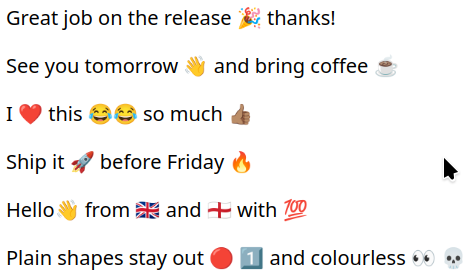 Great job on the release 🎉 thanks!
See you tomorrow 👋 and bring coffee ☕
I ❤️ this 😂😂 so much 👍🏽
Ship it 🚀 before Friday 🔥
Hello👋 from 🇬🇧 and 🏴󠁧󠁢󠁥󠁮󠁧󠁿 with 💯
Plain shapes stay out 🔴 1️⃣ and colourless 👀 💀